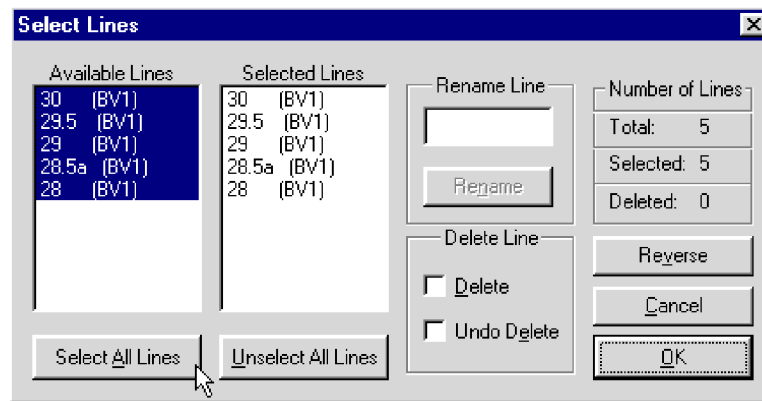 Select Lines
Available Lines
30 (BV1)
29.5 (BV1)
29 (BV1)
28.5a (BV1)
28 (BV1)
Select All Lines
Selected Lines
30 (BV1)
29.5 (BV1)
29 (BV1)
28.5a (BV1)
28 (BV1)
Unselect All Lines
Rename Line
Rename
Delete Line
Delete
Undo Delete
Number of Lines
Total: 5
Selected: 5
Deleted: 0
Reverse
Cancel
OK